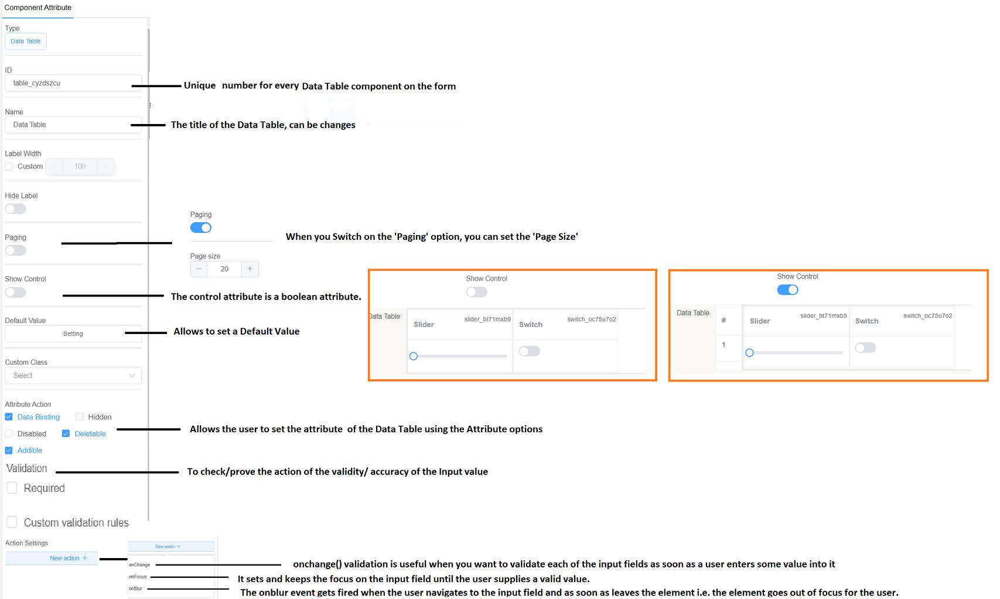 Component Attribute
Type
Data Table
ID
table_cyzdszcu
Unique number for every Data Table component on the form
Name
Data Table
The title of the Data Table, can be changes
Label Width
Custom
− 100 +
Hide Label
Paging
Paging
When you Switch on the 'Paging' option, you can set the 'Page Size'
Page size
− 20 +
Show Control
The control attribute is a boolean attribute.
Show Control
Data Table
Slider slider_bt71mxb9
Switch switch_oc75u7o2
Show Control
Data Table
#
1
Slider slider_bt71mxb9
Switch switch_oc75u7o2
Default Value
Setting
Allows to set a Default Value
Custom Class
Select
Attribute Action
Data Binding Hidden
Disabled Deletable
Addible
Allows the user to set the attribute of the Data Table using the Attribute options
Validation
To check/prove the action of the validity/ accuracy of the Input value
Required
Custom validation rules
Action Settings
New action +
New action +
onChange
onchange() validation is useful when you want to validate each of the input fields as soon as a user enters some value into it
onFocus
It sets and keeps the focus on the input field until the user supplies a valid value.
onBlur
The onblur event gets fired when the user navigates to the input field and as soon as leaves the element i.e. the element goes out of focus for the user.